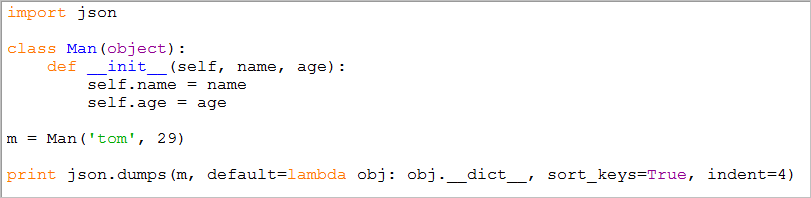 import json
class Man(object):
    def __init__(self, name, age):
        self.name = name
        self.age = age
m = Man('tom', 29)
print json.dumps(m, default=lambda obj: obj.__dict__, sort_keys=True, indent=4)